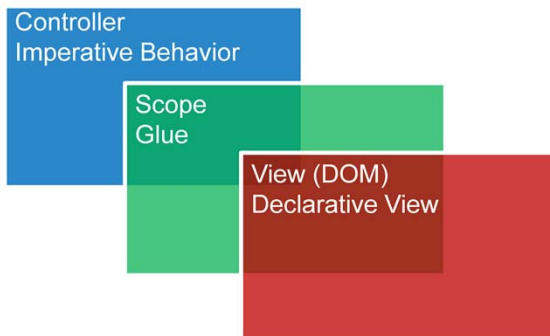 Controller
Imperative Behavior
Scope
Glue
View (DOM)
Declarative View